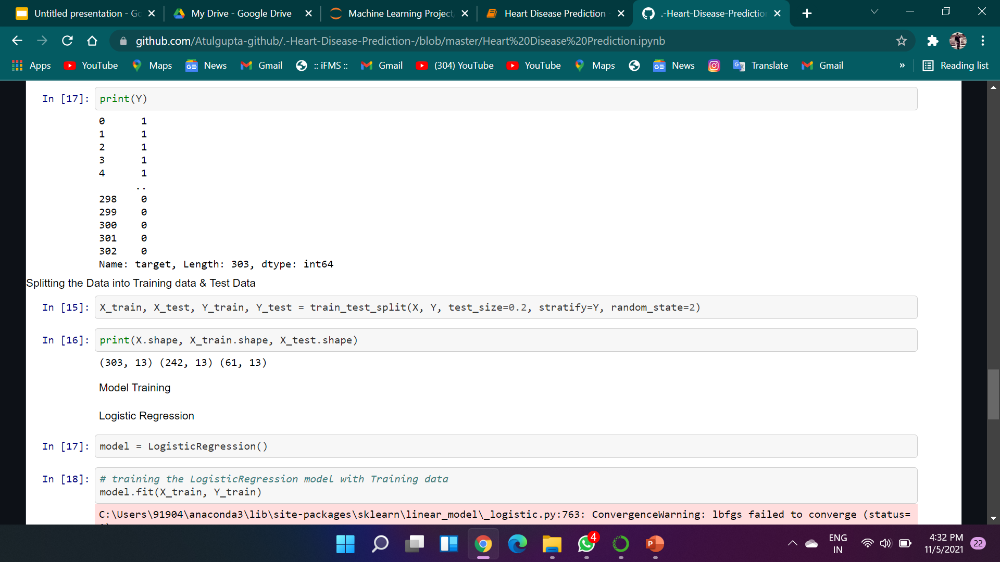 Untitled presentation - Go
My Drive - Google Drive
Machine Learning Project/
Heart Disease Prediction -
.-Heart-Disease-Predictio
github.com/Atulgupta-github/.-Heart-Disease-Prediction-/blob/master/Heart%20Disease%20Prediction.ipynb
Apps YouTube Maps News Gmail :: iFMS :: Gmail (304) YouTube YouTube Maps News Translate Gmail » Reading list
In [17]: print(Y)
0 1
1 1
2 1
3 1
4 1
..
298 0
299 0
300 0
301 0
302 0
Name: target, Length: 303, dtype: int64
Splitting the Data into Training data & Test Data
In [15]: X_train, X_test, Y_train, Y_test = train_test_split(X, Y, test_size=0.2, stratify=Y, random_state=2)
In [16]: print(X.shape, X_train.shape, X_test.shape)
(303, 13) (242, 13) (61, 13)
Model Training
Logistic Regression
In [17]: model = LogisticRegression()
In [18]: # training the LogisticRegression model with Training data
model.fit(X_train, Y_train)
C:\Users\91904\anaconda3\lib\site-packages\sklearn\linear_model\_logistic.py:763: ConvergenceWarning: lbfgs failed to converge (status=
4
ENG
IN
4:32 PM
11/5/2021
22